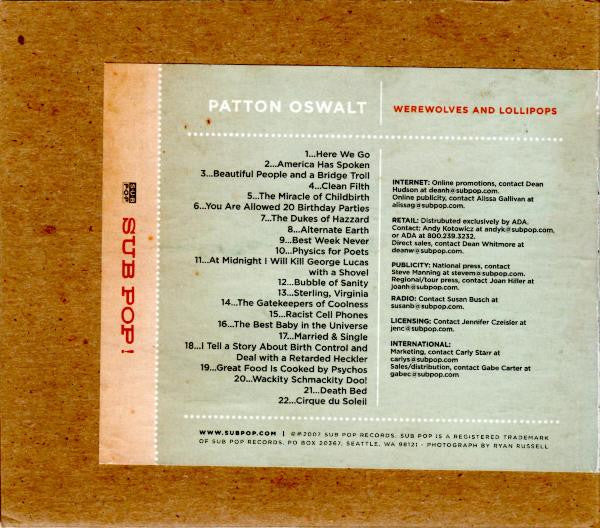 PATTON OSWALT
WEREWOLVES AND LOLLIPOPS
1...Here We Go
2...America Has Spoken
3...Beautiful People and a Bridge Troll
4...Clean Filth
5...The Miracle of Childbirth
6...You Are Allowed 20 Birthday Parties
7...The Dukes of Hazzard
8...Alternate Earth
9...Best Week Never
10...Physics for Poets
11...At Midnight I Will Kill George Lucas
with a Shovel
12...Bubble of Sanity
13...Sterling, Virginia
14...The Gatekeepers of Coolness
15...Racist Cell Phones
16...The Best Baby in the Universe
17...Married & Single
18...I Tell a Story About Birth Control and
Deal with a Retarded Heckler
19...Great Food Is Cooked by Psychos
20...Wackity Schmackity Doo!
21...Death Bed
22...Cirque du Soleil
INTERNET: Online promotions, contact Dean
Hudson at deanh@subpop.com.
Online publicity, contact Alissa Gallivan at
alissag@subpop.com.
RETAIL: Distrubuted exclusively by ADA.
Contact: Andy Kotowicz at andyk@subpop.com,
or ADA at 800.239.3232.
Direct sales, contact Dean Whitmore at
deanw@subpop.com.
PUBLICITY: National press, contact
Steve Manning at stevem@subpop.com.
Regional/tour press, contact Joan Hiller at
joanh@subpop.com.
RADIO: Contact Susan Busch at
susanb@subpop.com.
LICENSING: Contact Jennifer Czeisler at
jenc@subpop.com.
INTERNATIONAL:
Marketing, contact Carly Starr at
carlys@subpop.com
Sales/distribution, contact Gabe Carter at
gabec@subpop.com
SUB
POP
SUB POP!
WWW.SUBPOP.COM | ©℗2007 SUB POP RECORDS. SUB POP IS A REGISTERED TRADEMARK
OF SUB POP RECORDS, PO BOX 20367, SEATTLE, WA 98121 - PHOTOGRAPH BY RYAN RUSSELL